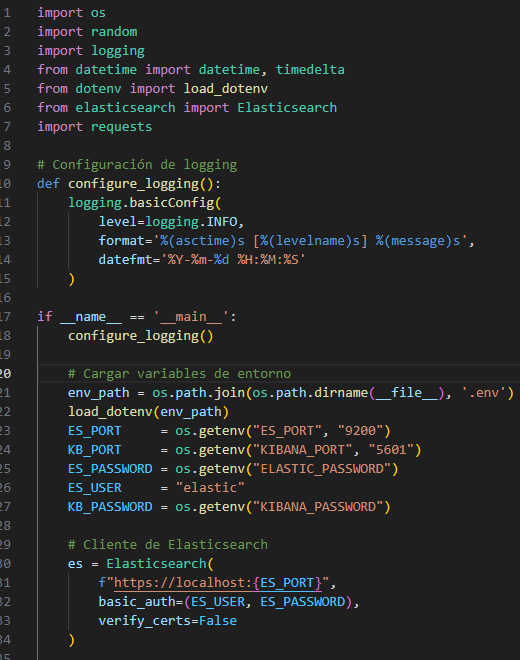 1 import os
2 import random
3 import logging
4 from datetime import datetime, timedelta
5 from dotenv import load_dotenv
6 from elasticsearch import Elasticsearch
7 import requests
8
9 # Configuración de logging
10 def configure_logging():
11     logging.basicConfig(
12         level=logging.INFO,
13         format='%(asctime)s [%(levelname)s] %(message)s',
14         datefmt='%Y-%m-%d %H:%M:%S'
15     )
16
17 if __name__ == '__main__':
18     configure_logging()
19
20     # Cargar variables de entorno
21     env_path = os.path.join(os.path.dirname(__file__), '.env')
22     load_dotenv(env_path)
23     ES_PORT     = os.getenv("ES_PORT", "9200")
24     KB_PORT     = os.getenv("KIBANA_PORT", "5601")
25     ES_PASSWORD = os.getenv("ELASTIC_PASSWORD")
26     ES_USER     = "elastic"
27     KB_PASSWORD = os.getenv("KIBANA_PASSWORD")
28
29     # Cliente de Elasticsearch
30     es = Elasticsearch(
31         f"https://localhost:{ES_PORT}",
32         basic_auth=(ES_USER, ES_PASSWORD),
33         verify_certs=False
34     )
35